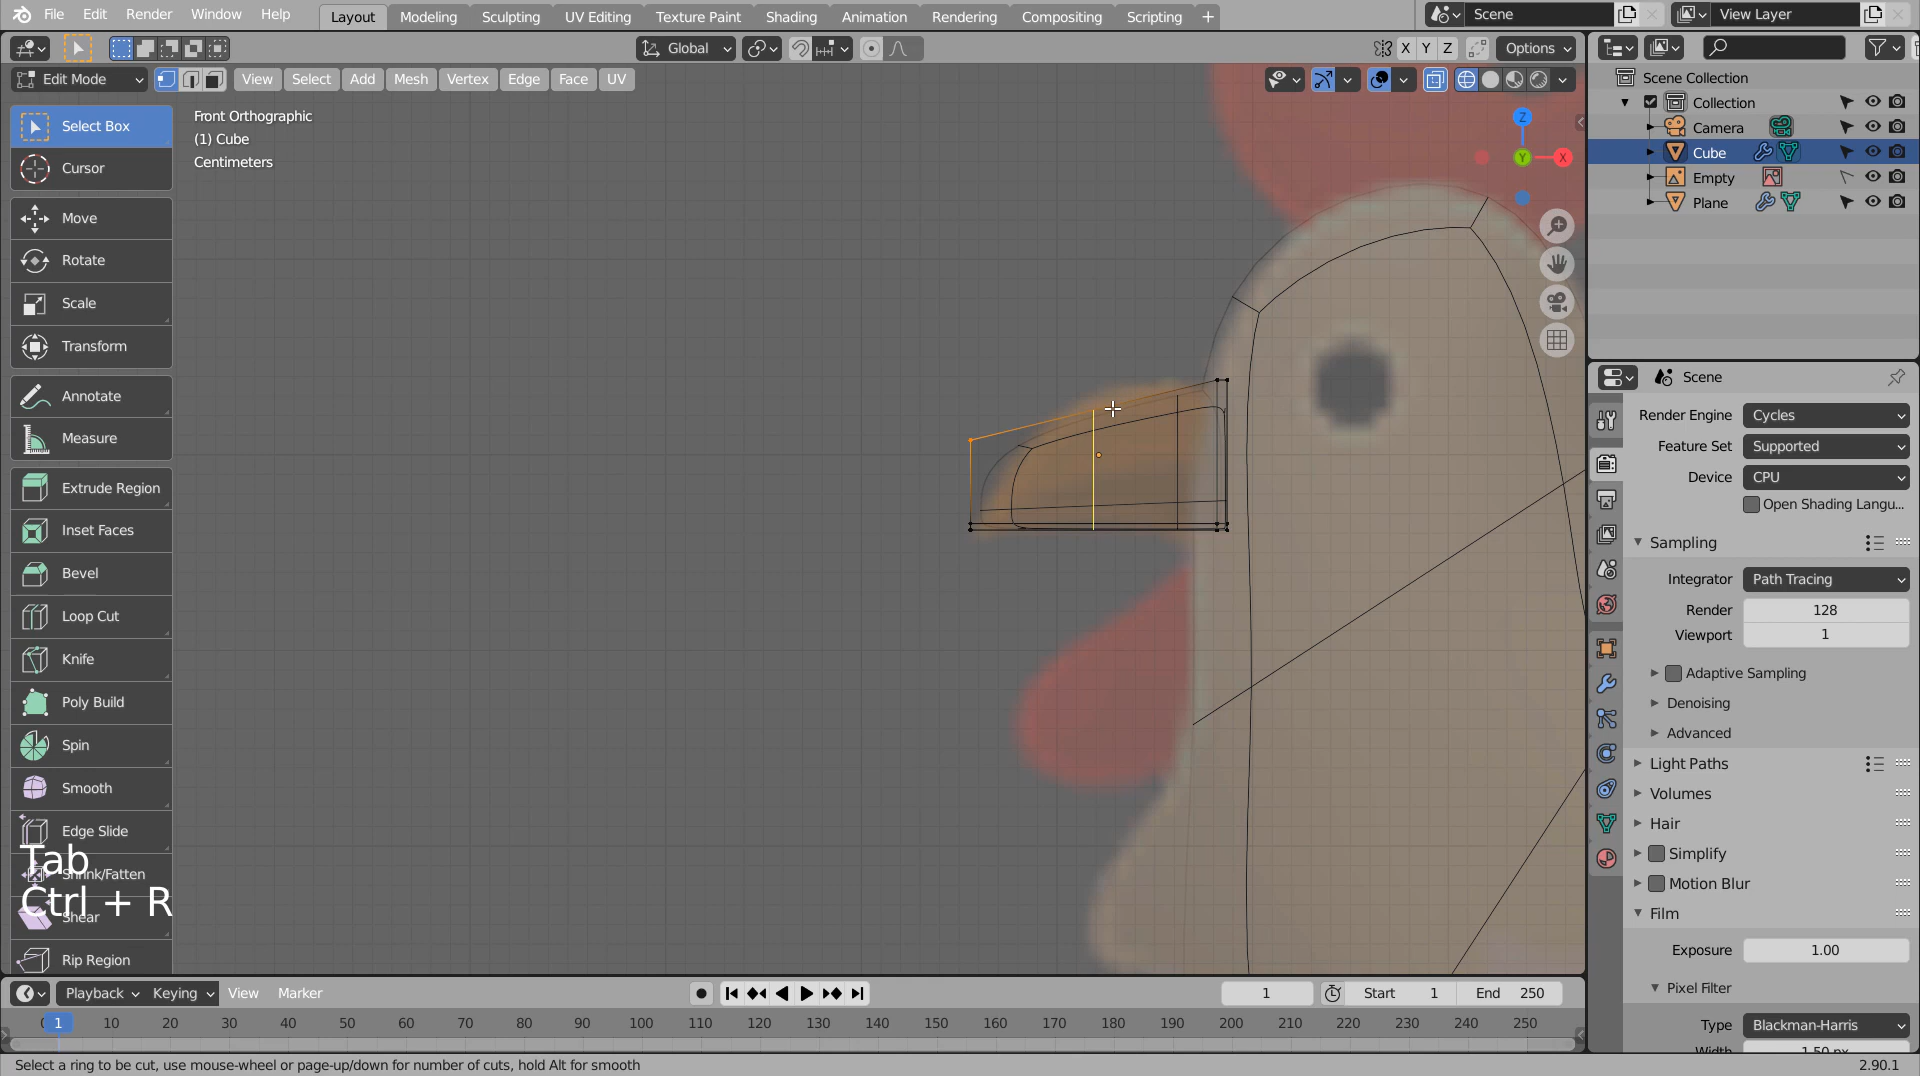 File Edit Render Window Help Layout Modeling Sculpting UV Editing Texture Paint Shading Animation Rendering Compositing Scripting + Scene View Layer
Global X Y Z Options
Edit Mode View Select Add Mesh Vertex Edge Face UV
Scene Collection
Collection
Camera
Cube
Empty
Plane
Front Orthographic
(1) Cube
Centimeters
Z
Y
X
Select Box
Cursor
Move
Rotate
Scale
Transform
Annotate
Measure
Extrude Region
Inset Faces
Bevel
Loop Cut
Knife
Poly Build
Spin
Smooth
Edge Slide
Shrink/Fatten
Shear
Rip Region
Tab
Ctrl + R
Scene
Render Engine Cycles
Feature Set Supported
Device CPU
Open Shading Langu...
Sampling
Integrator Path Tracing
Render 128
Viewport 1
Adaptive Sampling
Denoising
Advanced
Light Paths
Volumes
Hair
Simplify
Motion Blur
Film
Exposure 1.00
Pixel Filter
Type Blackman-Harris
Width 1.50 px
Playback Keying View Marker 1 Start 1 End 250
1 10 20 30 40 50 60 70 80 90 100 110 120 130 140 150 160 170 180 190 200 210 220 230 240 250
Select a ring to be cut, use mouse-wheel or page-up/down for number of cuts, hold Alt for smooth 2.90.1